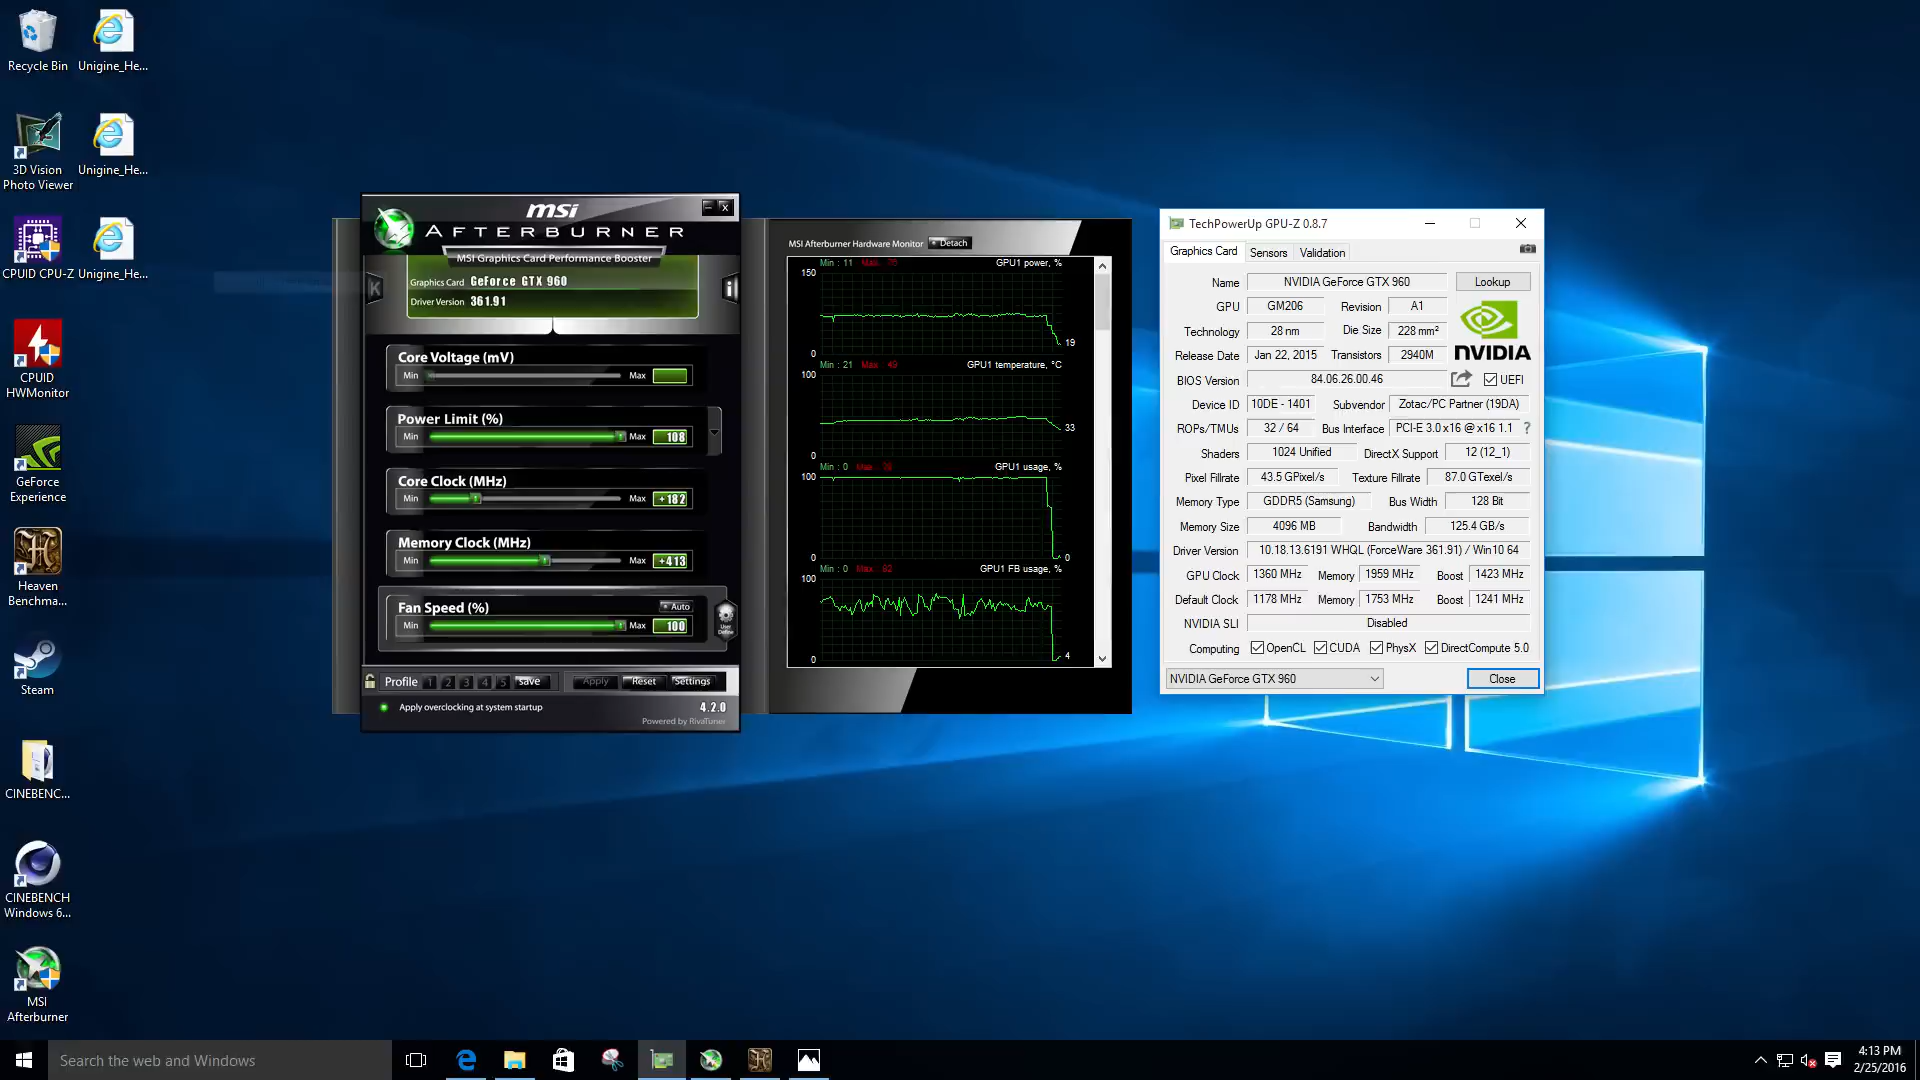 Recycle Bin
Unigine_He...
3D Vision
Photo Viewer
Unigine_He...
CPUID CPU-Z
Unigine_He...
CPUID
HWMonitor
GeForce
Experience
Heaven
Benchma...
Steam
CINEBENC...
CINEBENCH
Windows 6...
MSI
Afterburner
msi
AFTERBURNER
MSI Graphics Card Performance Booster
K
i
Graphics Card GeForce GTX 960
Driver Version 361.91
Core Voltage (mV)
Min Max
Power Limit (%)
Min Max 108
Core Clock (MHz)
Min Max +182
Memory Clock (MHz)
Min Max +413
Fan Speed (%) Auto
Min Max 100
User Define
Profile 1 2 3 4 5 save Apply Reset Settings
Apply overclocking at system startup 4.2.0
Powered by RivaTuner
MSI Afterburner Hardware Monitor Detach
Min : 11 GPU1 power, %
150
19
0
Min : 21 Max : 49 GPU1 temperature, °C
100
33
0
Min : 0 GPU1 usage, %
100
0
0
Min : 0 GPU1 FB usage, %
100
4
0
TechPowerUp GPU-Z 0.8.7
Graphics Card Sensors Validation
Name NVIDIA GeForce GTX 960 Lookup
GPU GM206 Revision A1
Technology 28 nm Die Size 228 mm²
Release Date Jan 22, 2015 Transistors 2940M
NVIDIA
BIOS Version 84.06.26.00.46 UEFI
Device ID 10DE - 1401 Subvendor Zotac/PC Partner (19DA)
ROPs/TMUs 32 / 64 Bus Interface PCI-E 3.0 x16 @ x16 1.1 ?
Shaders 1024 Unified DirectX Support 12 (12_1)
Pixel Fillrate 43.5 GPixel/s Texture Fillrate 87.0 GTexel/s
Memory Type GDDR5 (Samsung) Bus Width 128 Bit
Memory Size 4096 MB Bandwidth 125.4 GB/s
Driver Version 10.18.13.6191 WHQL (ForceWare 361.91) / Win10 64
GPU Clock 1360 MHz Memory 1959 MHz Boost 1423 MHz
Default Clock 1178 MHz Memory 1753 MHz Boost 1241 MHz
NVIDIA SLI Disabled
Computing OpenCL CUDA PhysX DirectCompute 5.0
NVIDIA GeForce GTX 960 Close
Search the web and Windows
4:13 PM
2/25/2016